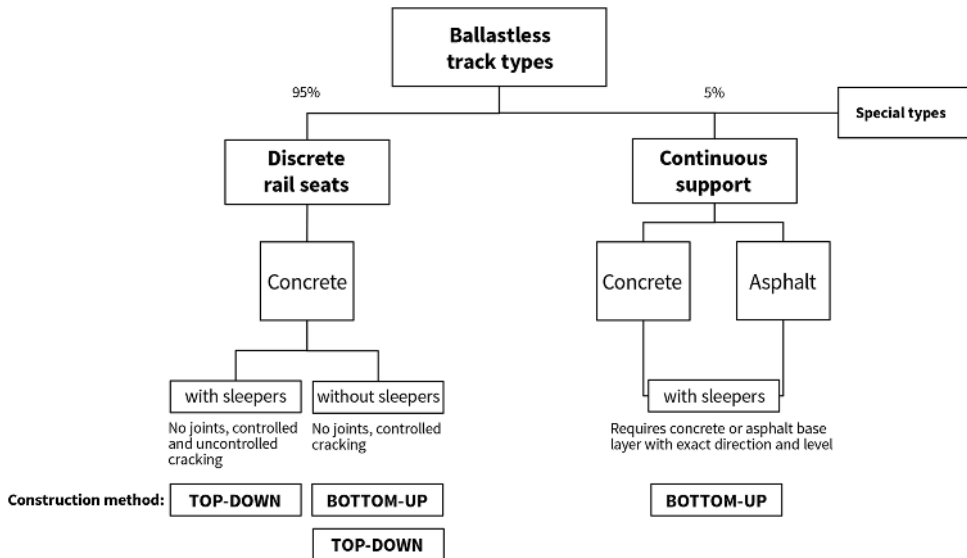 Ballastless
track types
95%
5%
Special types
Discrete
rail seats
Continuous
support
Concrete
Concrete
Asphalt
with sleepers
without sleepers
with sleepers
No joints, controlled
and uncontrolled
cracking
No joints, controlled
cracking
Requires concrete or asphalt base
layer with exact direction and level
Construction method:
TOP-DOWN
BOTTOM-UP
BOTTOM-UP
TOP-DOWN